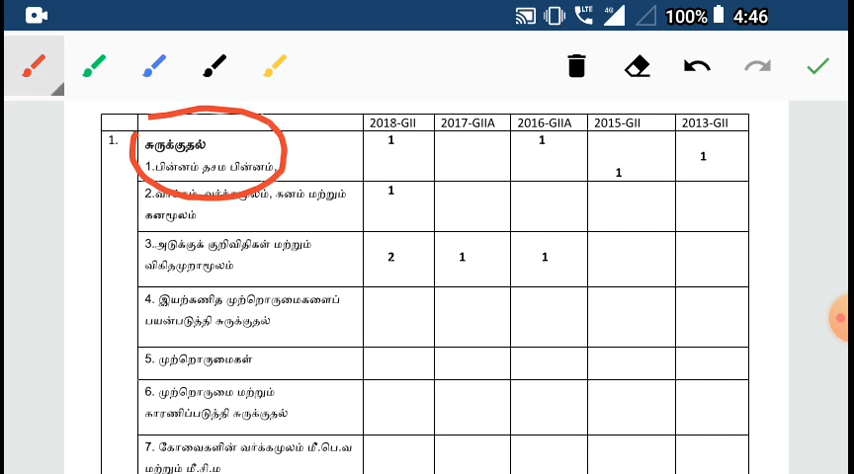 LTE
4G
100% 4:46
2018-GII 2017-GIIA 2016-GIIA 2015-GII 2013-GII
1. சுருக்குதல் 1 1
1.பின்னம் தசம பின்னம், 1 1
2.வர்க்கம், வர்க்கமூலம், கனம் மற்றும் 1
கனமூலம்
3.அடுக்குக் குறிவிதிகள் மற்றும்
விகிதமுறாமூலம் 2 1 1
4. இயற்கணித முற்றொருமைகளைப்
பயன்படுத்தி சுருக்குதல்
5. முற்றொருமைகள்
6. முற்றொருமை மற்றும்
காரணிப்படுத்தி சுருக்குதல்
7. கோவைகளின் வர்க்கமூலம் மீ.பெ.வ
மற்றும் மீ.சி.ம